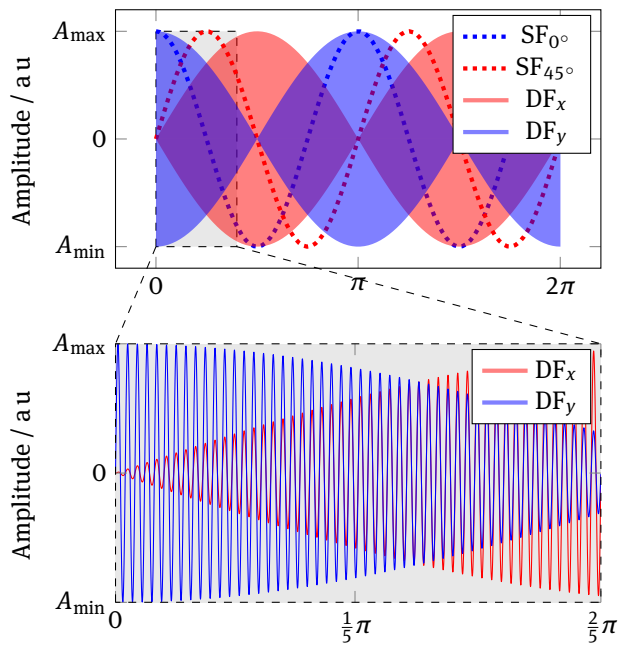 Amplitude / a u
A_max
0
A_min
SF_0°
SF_45°
DF_x
DF_y
0
π
2π
Amplitude / a u
A_max
0
A_min
DF_x
DF_y
0
1/5 π
2/5 π